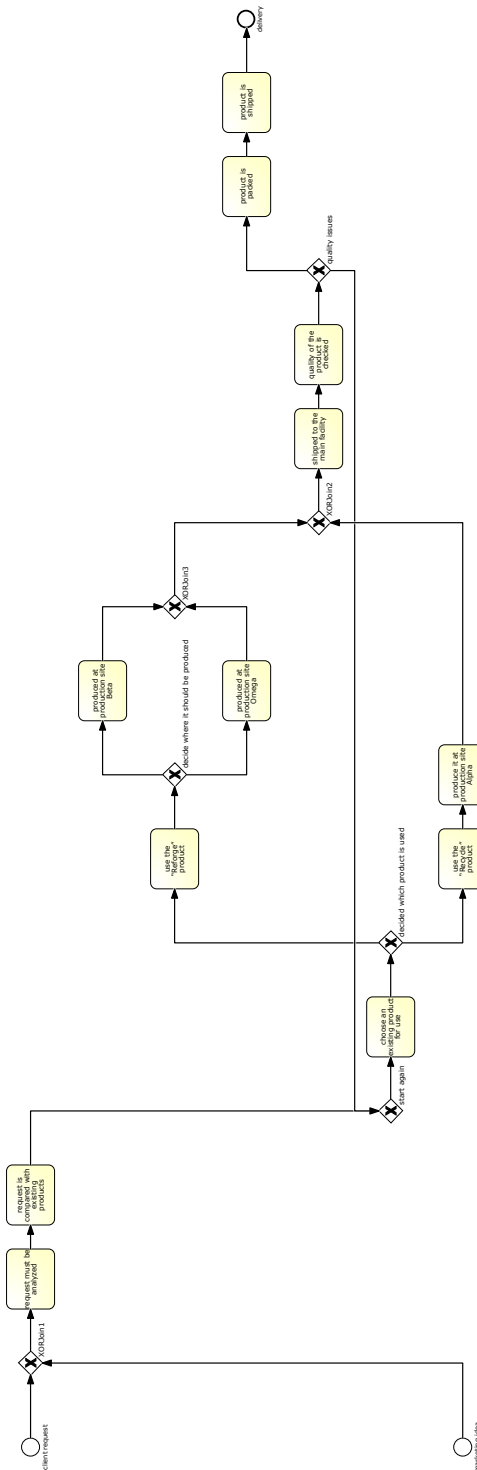 client request
XORJoin1
request must be
analyzed
request is
compared with
existing
products
start again
choose an
existing product
for use
decided which product is used
use the
"Reforge"
product
use the
"Recycle"
product
decide where it should be produced
produced at
production site
Beta
produced at
production site
Omega
produce it at
production site
Alpha
XORJoin3
XORJoin2
shipped to the
main facility
quality of the
product is
checked
quality issues
product is
packed
product is
shipped
delivery